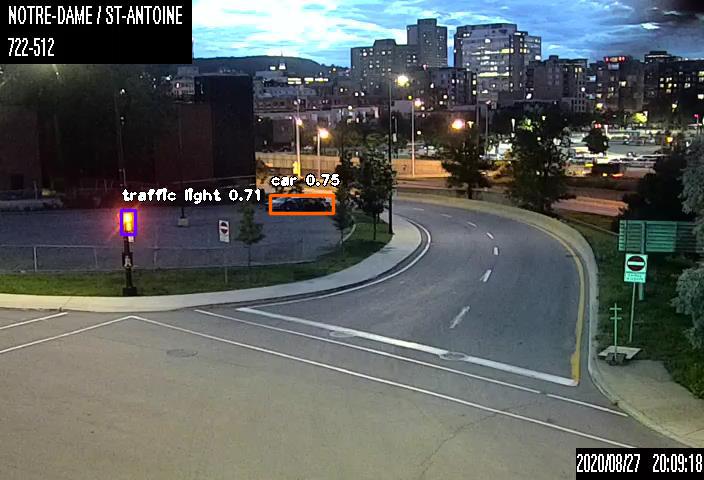 NOTRE-DAME / ST-ANTOINE
722-512
traffic light 0.71
car 0.75
2020/08/27 20:09:18